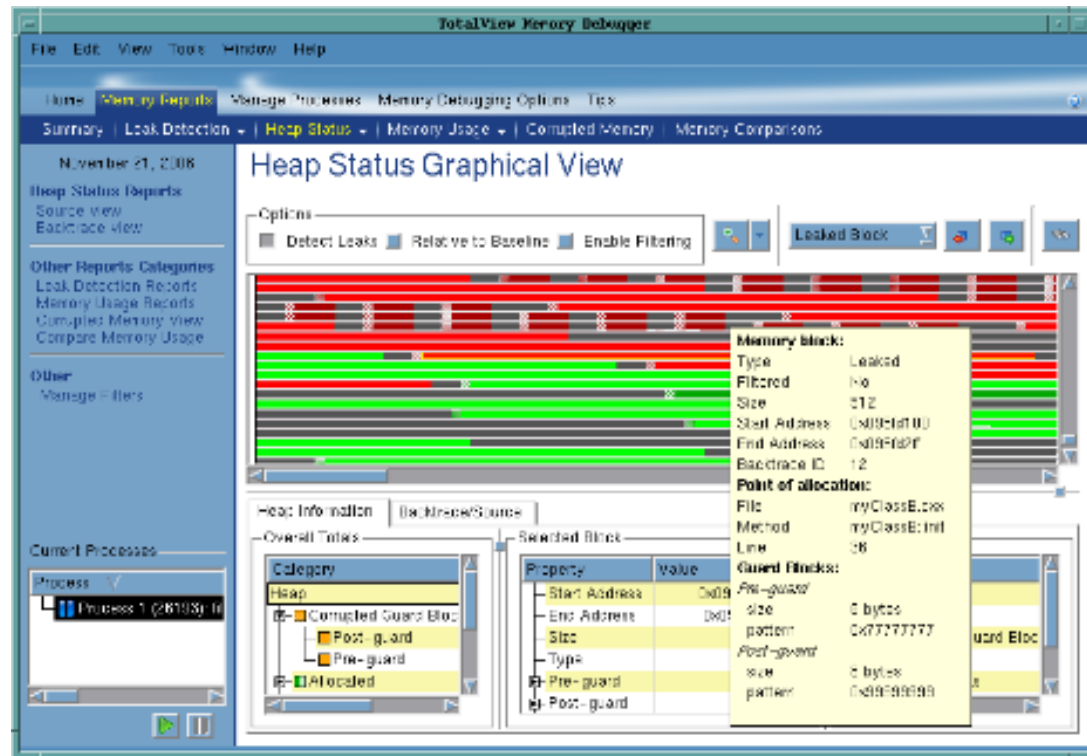 TotalView Memory Debugger
File Edit View Tools Window Help
Home Memory Reports Manage Processes Memory Debugging Options Tips
Summary | Leak Detection | Heap Status | Memory Usage | Corrupted Memory | Memory Comparisons
November 21, 2006
Heap Status Reports
Source view
Backtrace view
Other Reports Categories
Leak Detection Reports
Memory Usage Reports
Corrupted Memory View
Compare Memory Usage
Other
Manage Filters
Current Processes
Process
Process 1 (26193):
Heap Status Graphical View
Options
Detect Leaks Relative to Baseline Enable Filtering
Leaked Block
Memory block:
Type Leaked
Filtered No
Size 512
Start Address
End Address
Backtrace ID 12
Point of allocation:
File myClassB.cxx
Method myClassB::init
Line 36
Guard Blocks:
Pre-guard
size 8 bytes
pattern 0x77777777
Post-guard
size 8 bytes
pattern 0x99999999
Heap Information Backtrace/Source
Overall Totals
Category
Heap
Corrupted Guard Bloc
Post-guard
Pre-guard
Allocated
Selected Block
Property Value
Start Address 0x09
End Address 0x09
Size
Type
Pre-guard
Post-guard
uard Bloc